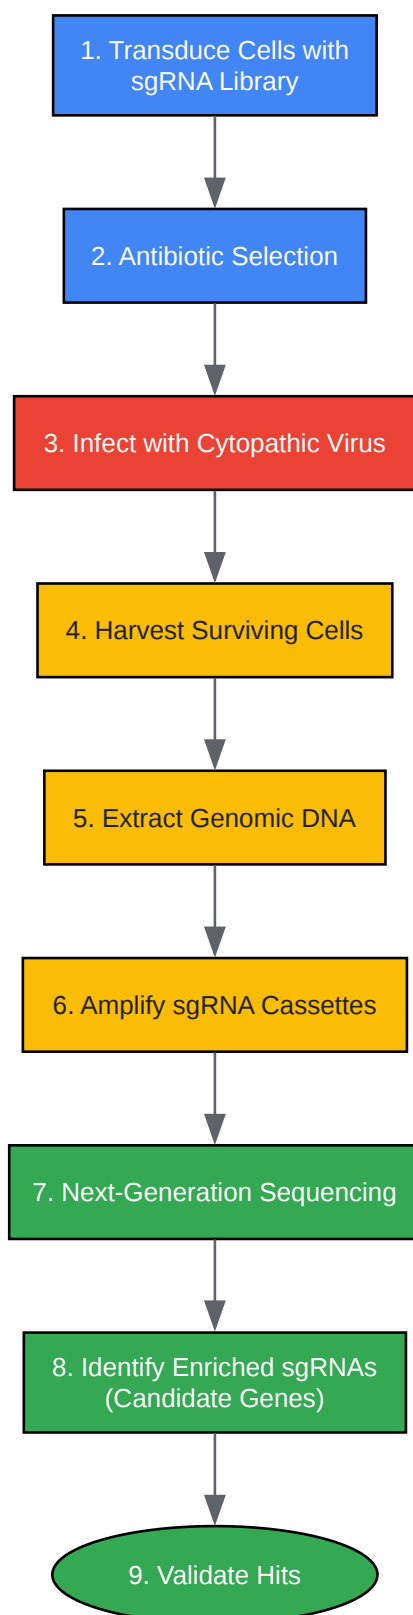 1. Transduce Cells with
sgRNA Library
2. Antibiotic Selection
3. Infect with Cytopathic Virus
4. Harvest Surviving Cells
5. Extract Genomic DNA
6. Amplify sgRNA Cassettes
7. Next-Generation Sequencing
8. Identify Enriched sgRNAs
(Candidate Genes)
9. Validate Hits